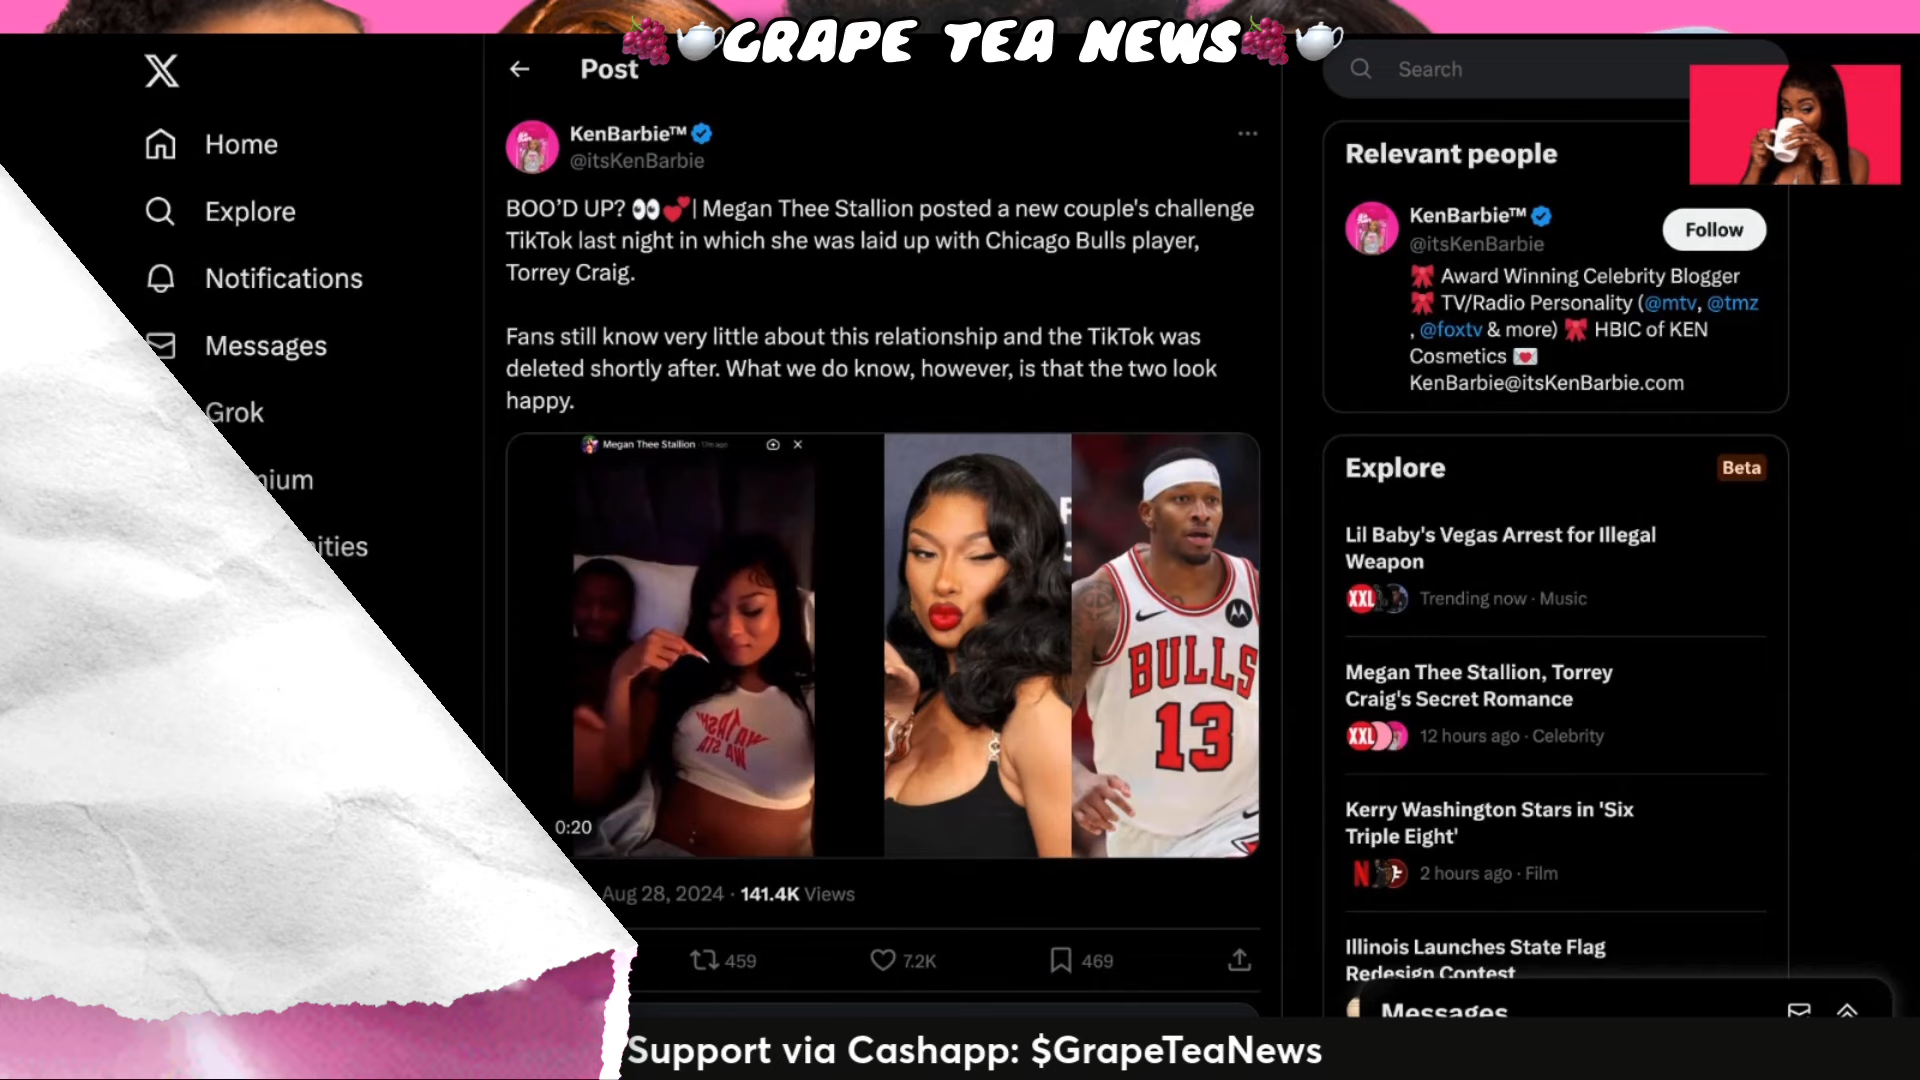 GRAPE TEA NEWS
Post
Search
Home
Explore
Notifications
Messages
Grok
KenBarbie™
@itsKenBarbie
BOO’D UP? 👀💕| Megan Thee Stallion posted a new couple's challenge
TikTok last night in which she was laid up with Chicago Bulls player,
Torrey Craig.
Fans still know very little about this relationship and the TikTok was
deleted shortly after. What we do know, however, is that the two look
happy.
Megan Thee Stallion
BULLS
13
0:20
Aug 28, 2024 · 141.4K Views
459
7.2K
469
Relevant people
KenBarbie™
@itsKenBarbie
Follow
🎀 Award Winning Celebrity Blogger
🎀 TV/Radio Personality (@mtv, @tmz
, @foxtv & more) 🎀 HBIC of KEN
Cosmetics 💌
KenBarbie@itsKenBarbie.com
Explore
Beta
Lil Baby's Vegas Arrest for Illegal
Weapon
XXL
Trending now · Music
Megan Thee Stallion, Torrey
Craig's Secret Romance
XXL
12 hours ago · Celebrity
Kerry Washington Stars in 'Six
Triple Eight'
N
2 hours ago · Film
Illinois Launches State Flag
Redesign Contest
Messages
Support via Cashapp: $GrapeTeaNews